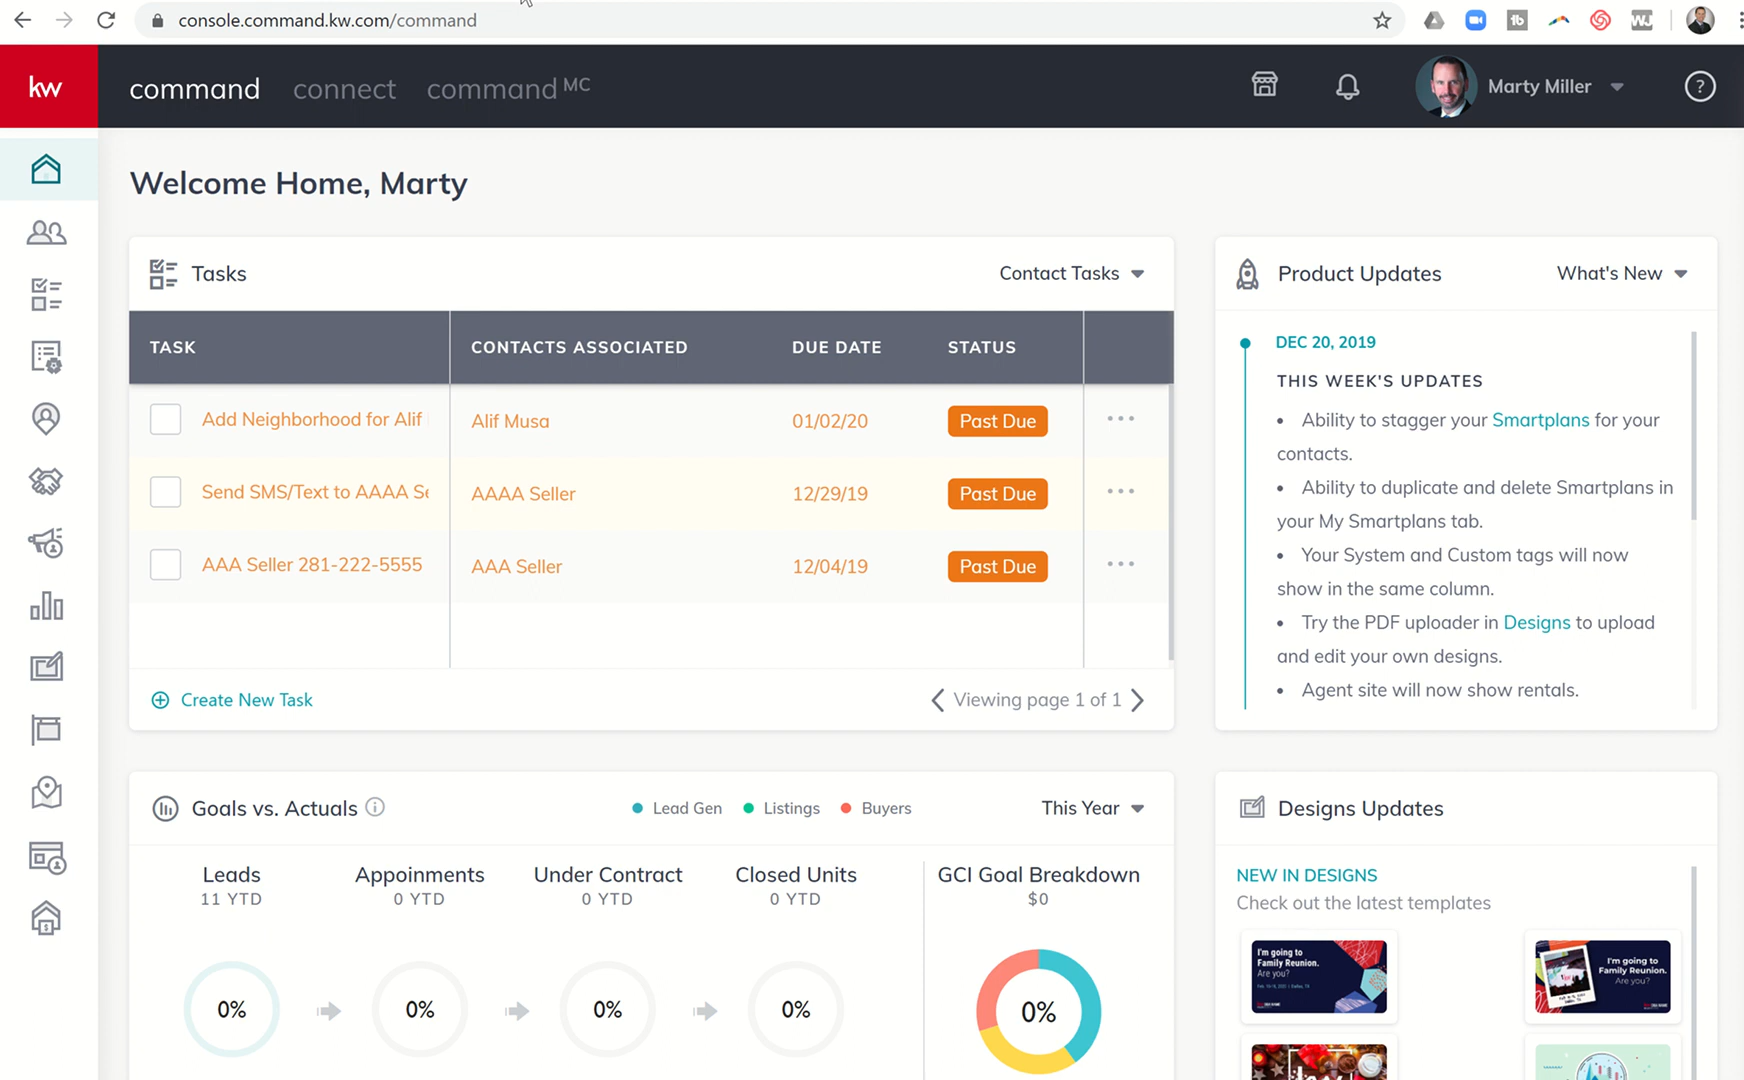 console.command.kw.com/command
kw
command connect command MC
Marty Miller
?
Welcome Home, Marty
Tasks
Contact Tasks
TASK CONTACTS ASSOCIATED DUE DATE STATUS
Add Neighborhood for Alif Alif Musa 01/02/20 Past Due
Send SMS/Text to AAAA Se AAAA Seller 12/29/19 Past Due
AAA Seller 281-222-5555 AAA Seller 12/04/19 Past Due
Create New Task
Viewing page 1 of 1
Product Updates
What's New
DEC 20, 2019
THIS WEEK'S UPDATES
• Ability to stagger your Smartplans for your
contacts.
• Ability to duplicate and delete Smartplans in
your My Smartplans tab.
• Your System and Custom tags will now
show in the same column.
• Try the PDF uploader in Designs to upload
and edit your own designs.
• Agent site will now show rentals.
Goals vs. Actuals
Lead Gen Listings Buyers
This Year
Leads Appoinments Under Contract Closed Units GCI Goal Breakdown
11 YTD 0 YTD 0 YTD 0 YTD $0
0% 0% 0% 0% 0%
Designs Updates
NEW IN DESIGNS
Check out the latest templates
I'm going to
Family Reunion.
Are you?
I'm going to
Family Reunion.
Are you?